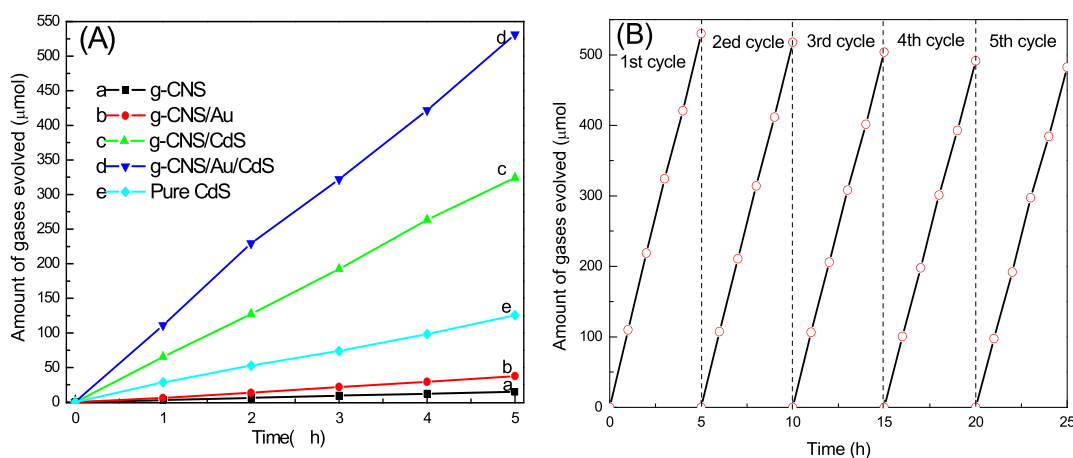 (A)
550
500
450
400
350
300
250
200
150
100
50
0
Amount of gases evolved (μmol)
a g-CNS
b g-CNS/Au
c g-CNS/CdS
d g-CNS/Au/CdS
e Pure CdS
d
c
e
b
a
0 1 2 3 4 5
Time( h)
(B)
500
400
300
200
100
0
Amount of gases evolved (μmol)
1st cycle 2ed cycle 3rd cycle 4th cycle 5th cycle
0 5 10 15 20 25
Time (h)